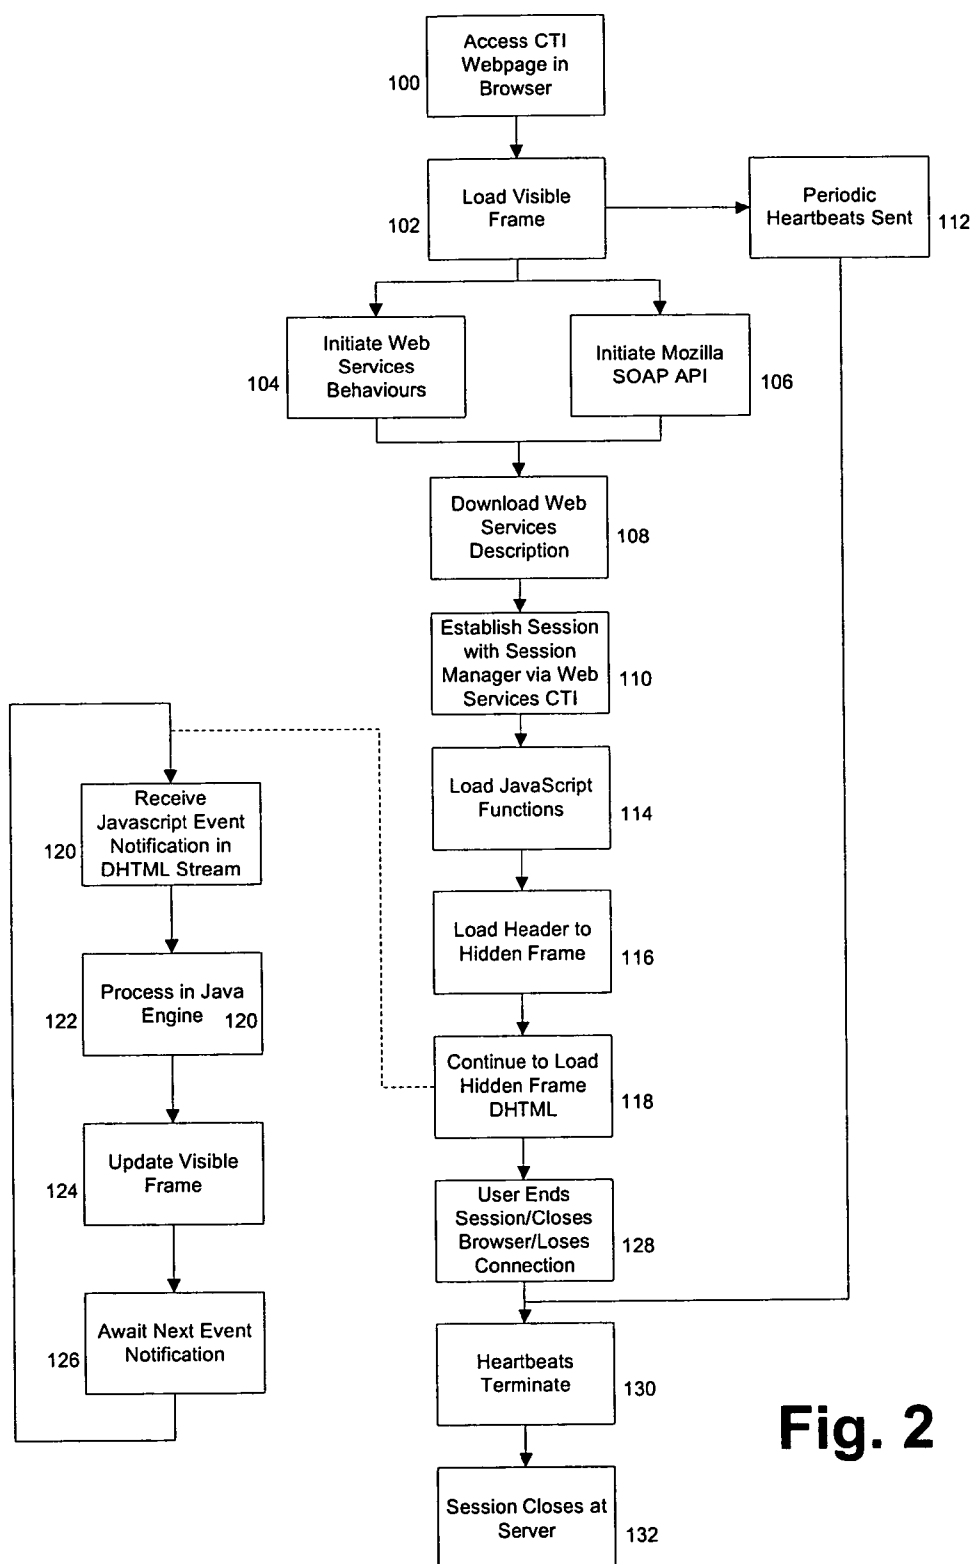 Access CTI
Webpage in
Browser
100
Load Visible
Frame
102
Periodic
Heartbeats Sent
112
Initiate Web
Services
Behaviours
104
Initiate Mozilla
SOAP API
106
Download Web
Services
Description
108
Establish Session
with Session
Manager via Web
Services CTI
110
Load JavaScript
Functions
114
Load Header to
Hidden Frame
116
Continue to Load
Hidden Frame
DHTML
118
Receive
Javascript Event
Notification in
DHTML Stream
120
Process in Java
Engine 120
122
Update Visible
Frame
124
Await Next Event
Notification
126
User Ends
Session/Closes
Browser/Loses
Connection
128
Heartbeats
Terminate
130
Session Closes at
Server
132
Fig. 2